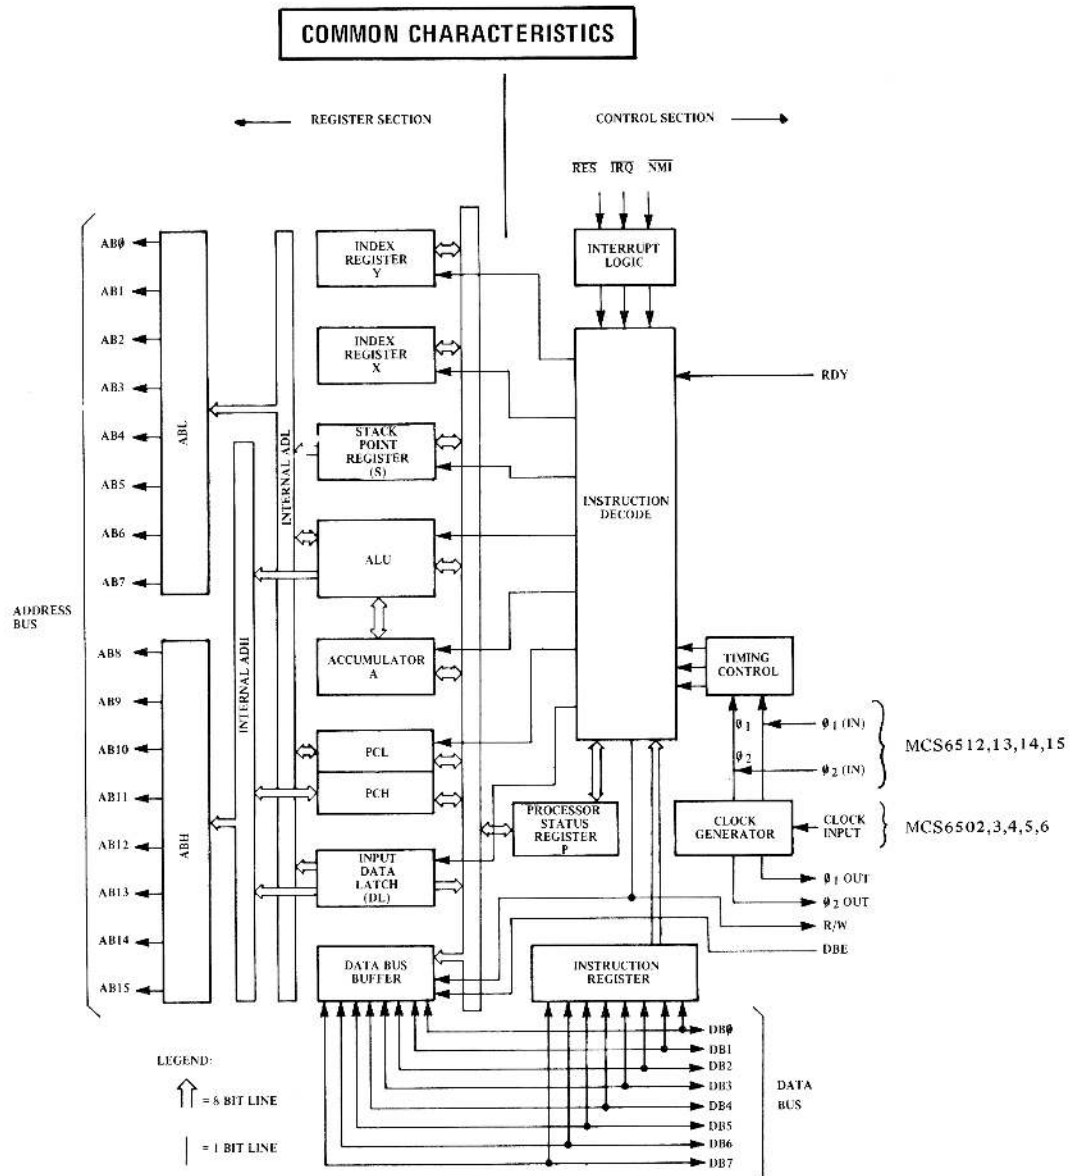 COMMON CHARACTERISTICS
REGISTER SECTION
CONTROL SECTION
RES IRQ NMI
INTERRUPT
LOGIC
AB0
AB1
AB2
AB3
AB4
AB5
AB6
AB7
ADDRESS
BUS
AB8
AB9
AB10
AB11
AB12
AB13
AB14
AB15
ABL
ABH
INTERNAL ADH
INTERNAL ADL
INDEX
REGISTER
Y
INDEX
REGISTER
X
STACK
POINT
REGISTER
(S)
ALU
ACCUMULATOR
A
PCL
PCH
INPUT
DATA
LATCH
(DL)
DATA BUS
BUFFER
INSTRUCTION
DECODE
RDY
TIMING
CONTROL
ø1
ø1 (IN)
ø2
ø2 (IN)
MCS6512,13,14,15
PROCESSOR
STATUS
REGISTER
P
CLOCK
GENERATOR
CLOCK
INPUT
MCS6502,3,4,5,6
ø1 OUT
ø2 OUT
R/W
DBE
INSTRUCTION
REGISTER
DB0
DB1
DB2
DB3
DB4
DB5
DB6
DB7
DATA
BUS
LEGEND:
= 8 BIT LINE
= 1 BIT LINE